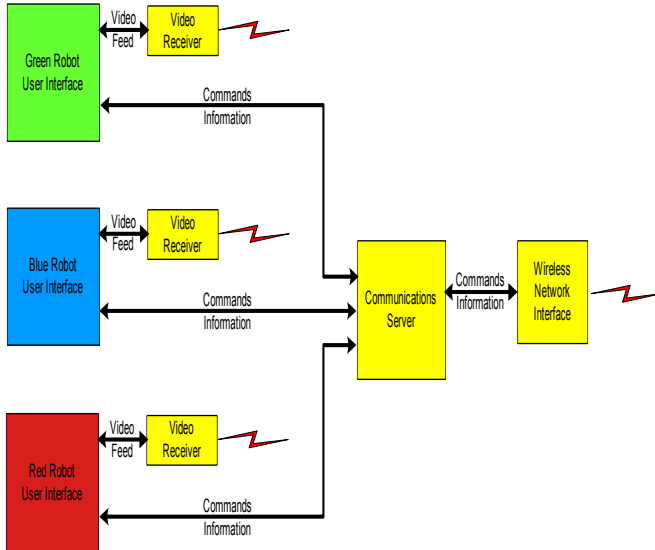 Video
Feed
Video
Receiver
Green Robot
User Interface
Commands
Information
Video
Feed
Video
Receiver
Blue Robot
User Interface
Commands
Information
Communications
Server
Commands
Information
Wireless
Network
Interface
Video
Feed
Video
Receiver
Red Robot
User Interface
Commands
Information